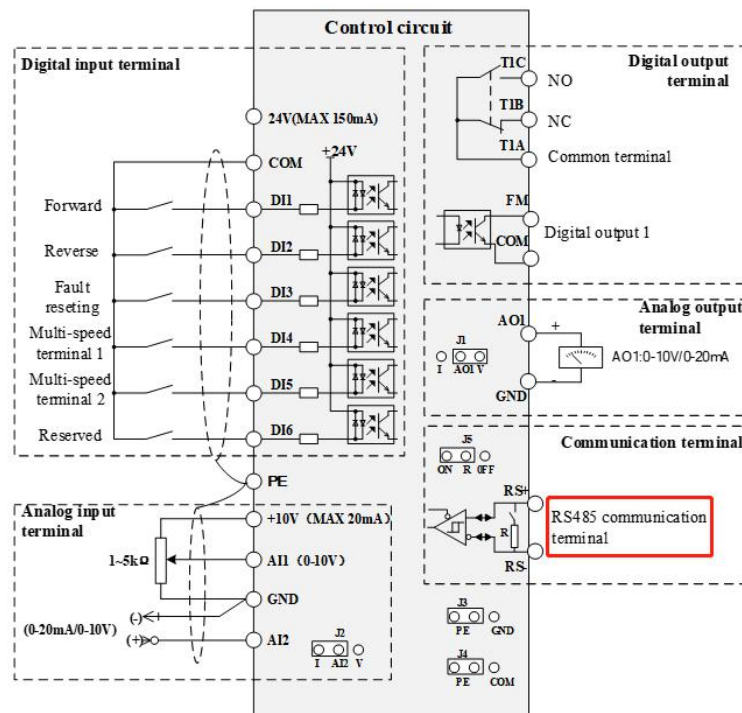 Control circuit
Digital input terminal
24V(MAX 150mA)
COM
+24V
Forward
DI1
Reverse
DI2
Fault
reseting
DI3
Multi-speed
terminal 1
DI4
Multi-speed
terminal 2
DI5
Reserved
DI6
PE
Analog input
terminal
+10V (MAX 20mA)
1~5kΩ
AI1 (0-10V)
GND
(-)
(0-20mA/0-10V)
(+)
AI2
J2
I AI2 V
Digital output
terminal
T1C
NO
T1B
NC
T1A
Common terminal
FM
Digital output 1
COM
Analog output
terminal
AO1
+
J1
I AO1 V
AO1:0-10V/0-20mA
-
GND
Communication terminal
J5
ON R OFF
RS+
R
RS485 communication
terminal
RS-
J3
PE GND
J4
PE COM